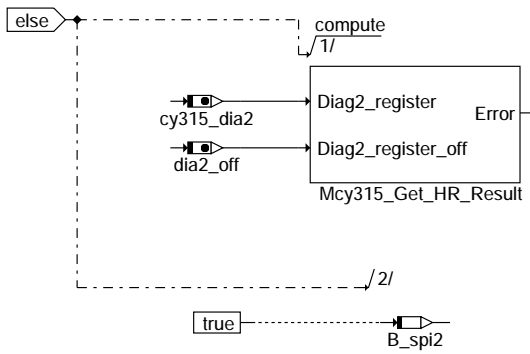 else
compute
1/
cy315_dia2
Diag2_register
Error
dia2_off
Diag2_register_off
Mcy315_Get_HR_Result
2/
true
B_spi2